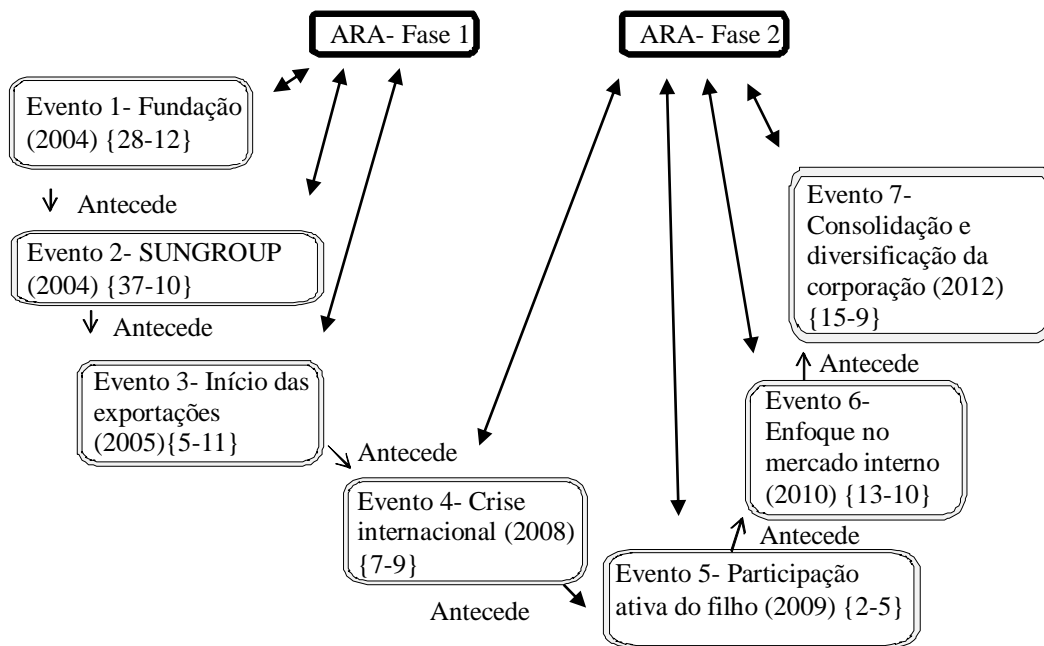 ARA- Fase 1
ARA- Fase 2
Evento 1- Fundação
(2004) {28-12}
Antecede
Evento 2- SUNGROUP
(2004) {37-10}
Antecede
Evento 3- Início das
exportações
(2005){5-11}
Antecede
Evento 4- Crise
internacional (2008)
{7-9}
Antecede
Evento 5- Participação
ativa do filho (2009) {2-5}
Antecede
Evento 6-
Enfoque no
mercado interno
(2010) {13-10}
Antecede
Evento 7-
Consolidação e
diversificação da
corporação (2012)
{15-9}